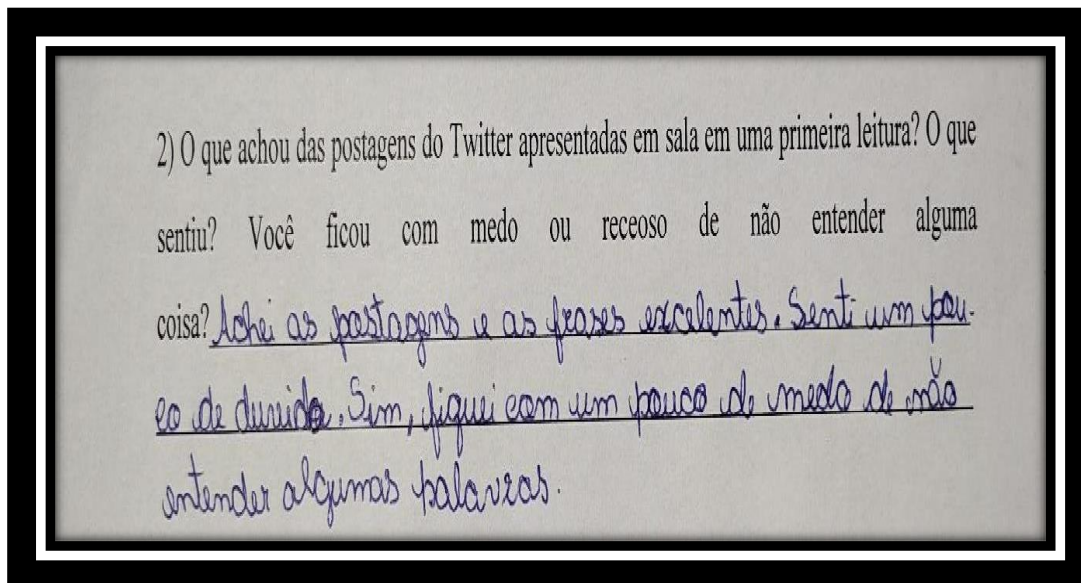 2) O que achou das postagens do Twitter apresentadas em sala em uma primeira leitura? O que
sentiu? Você ficou com medo ou receoso de não entender alguma
coisa? Achei as postagens e as frases excelentes. Senti um pou-
co de duvida. Sim, fiquei com um pouco de medo de não
entender algumas palavras.